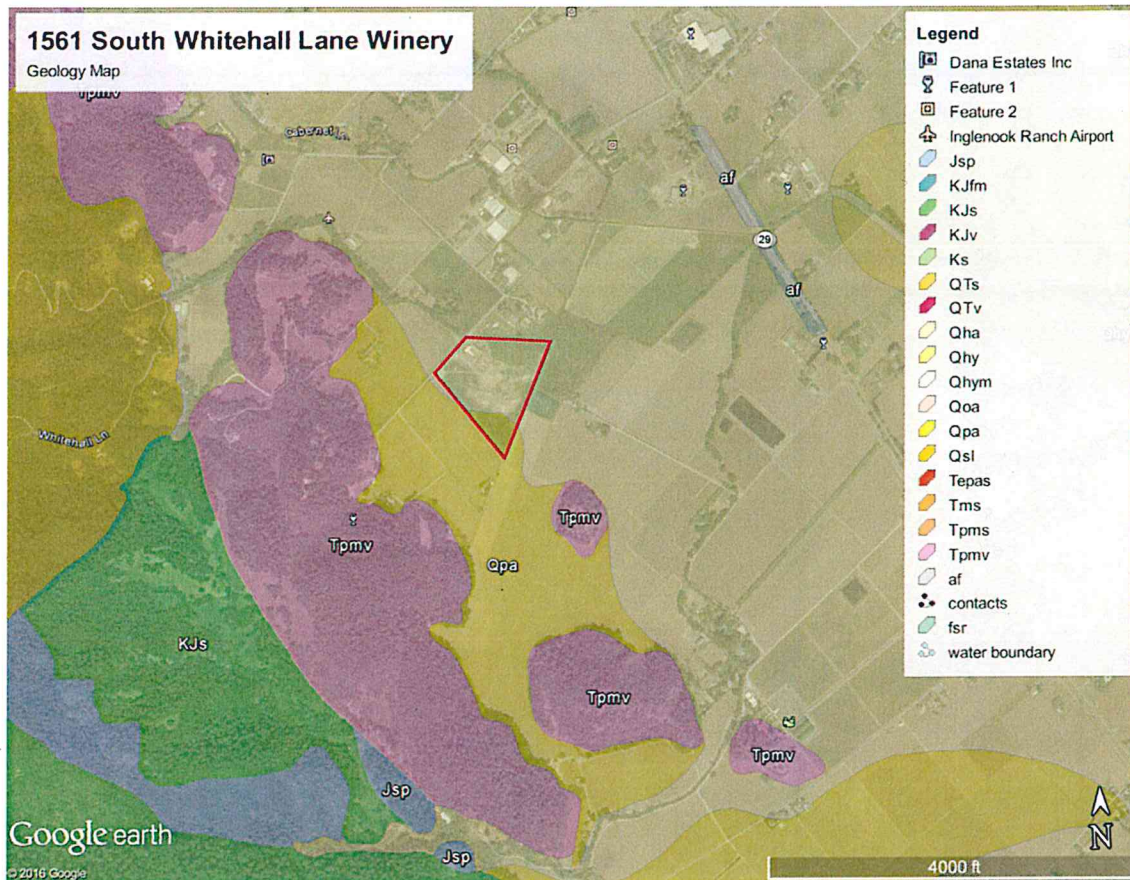 1561 South Whitehall Lane Winery
Geology Map
Legend
Dana Estates Inc
Feature 1
Feature 2
Inglenook Ranch Airport
Jsp
KJfm
KJs
KJv
Ks
QTs
QTv
Qha
Qhy
Qhym
Qoa
Qpa
Qsl
Tepas
Tms
Tpms
Tpmv
af
contacts
fsr
water boundary
Tpmv
Cabernet Ln
af
29
af
Whitehall Ln
Tpmv
Tpmv
Qpa
KJs
Tpmv
Tpmv
Jsp
Jsp
Google earth
© 2016 Google
N
4000 ft